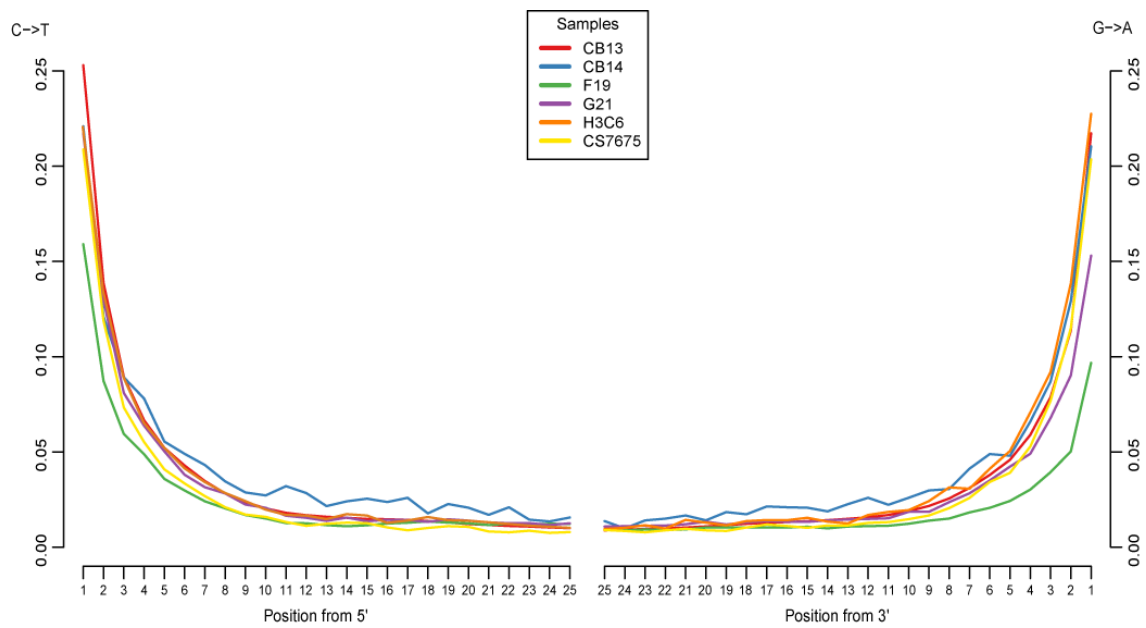 C->T
G->A
Samples
CB13
CB14
F19
G21
H3C6
CS7675
0.25
0.20
0.15
0.10
0.05
0.00
0.25
0.20
0.15
0.10
0.05
0.00
1 2 3 4 5 6 7 8 9 10 11 12 13 14 15 16 17 18 19 20 21 22 23 24 25
25 24 23 22 21 20 19 18 17 16 15 14 13 12 11 10 9 8 7 6 5 4 3 2 1
Position from 5'
Position from 3'